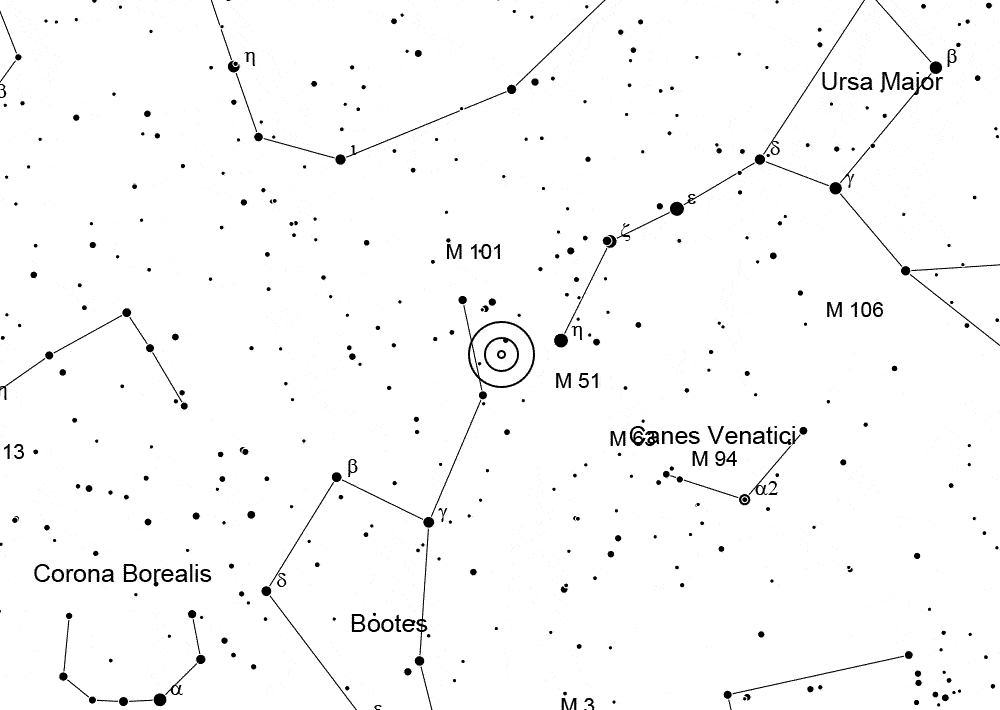 η
β
Ursa Major
β
ι
δ
γ
ε
ζ
M 101
M 106
η
M 51
η
M 63
Canes Venatici
13
M 94
β
α2
γ
Corona Borealis
δ
Bootes
α
ε
M 3